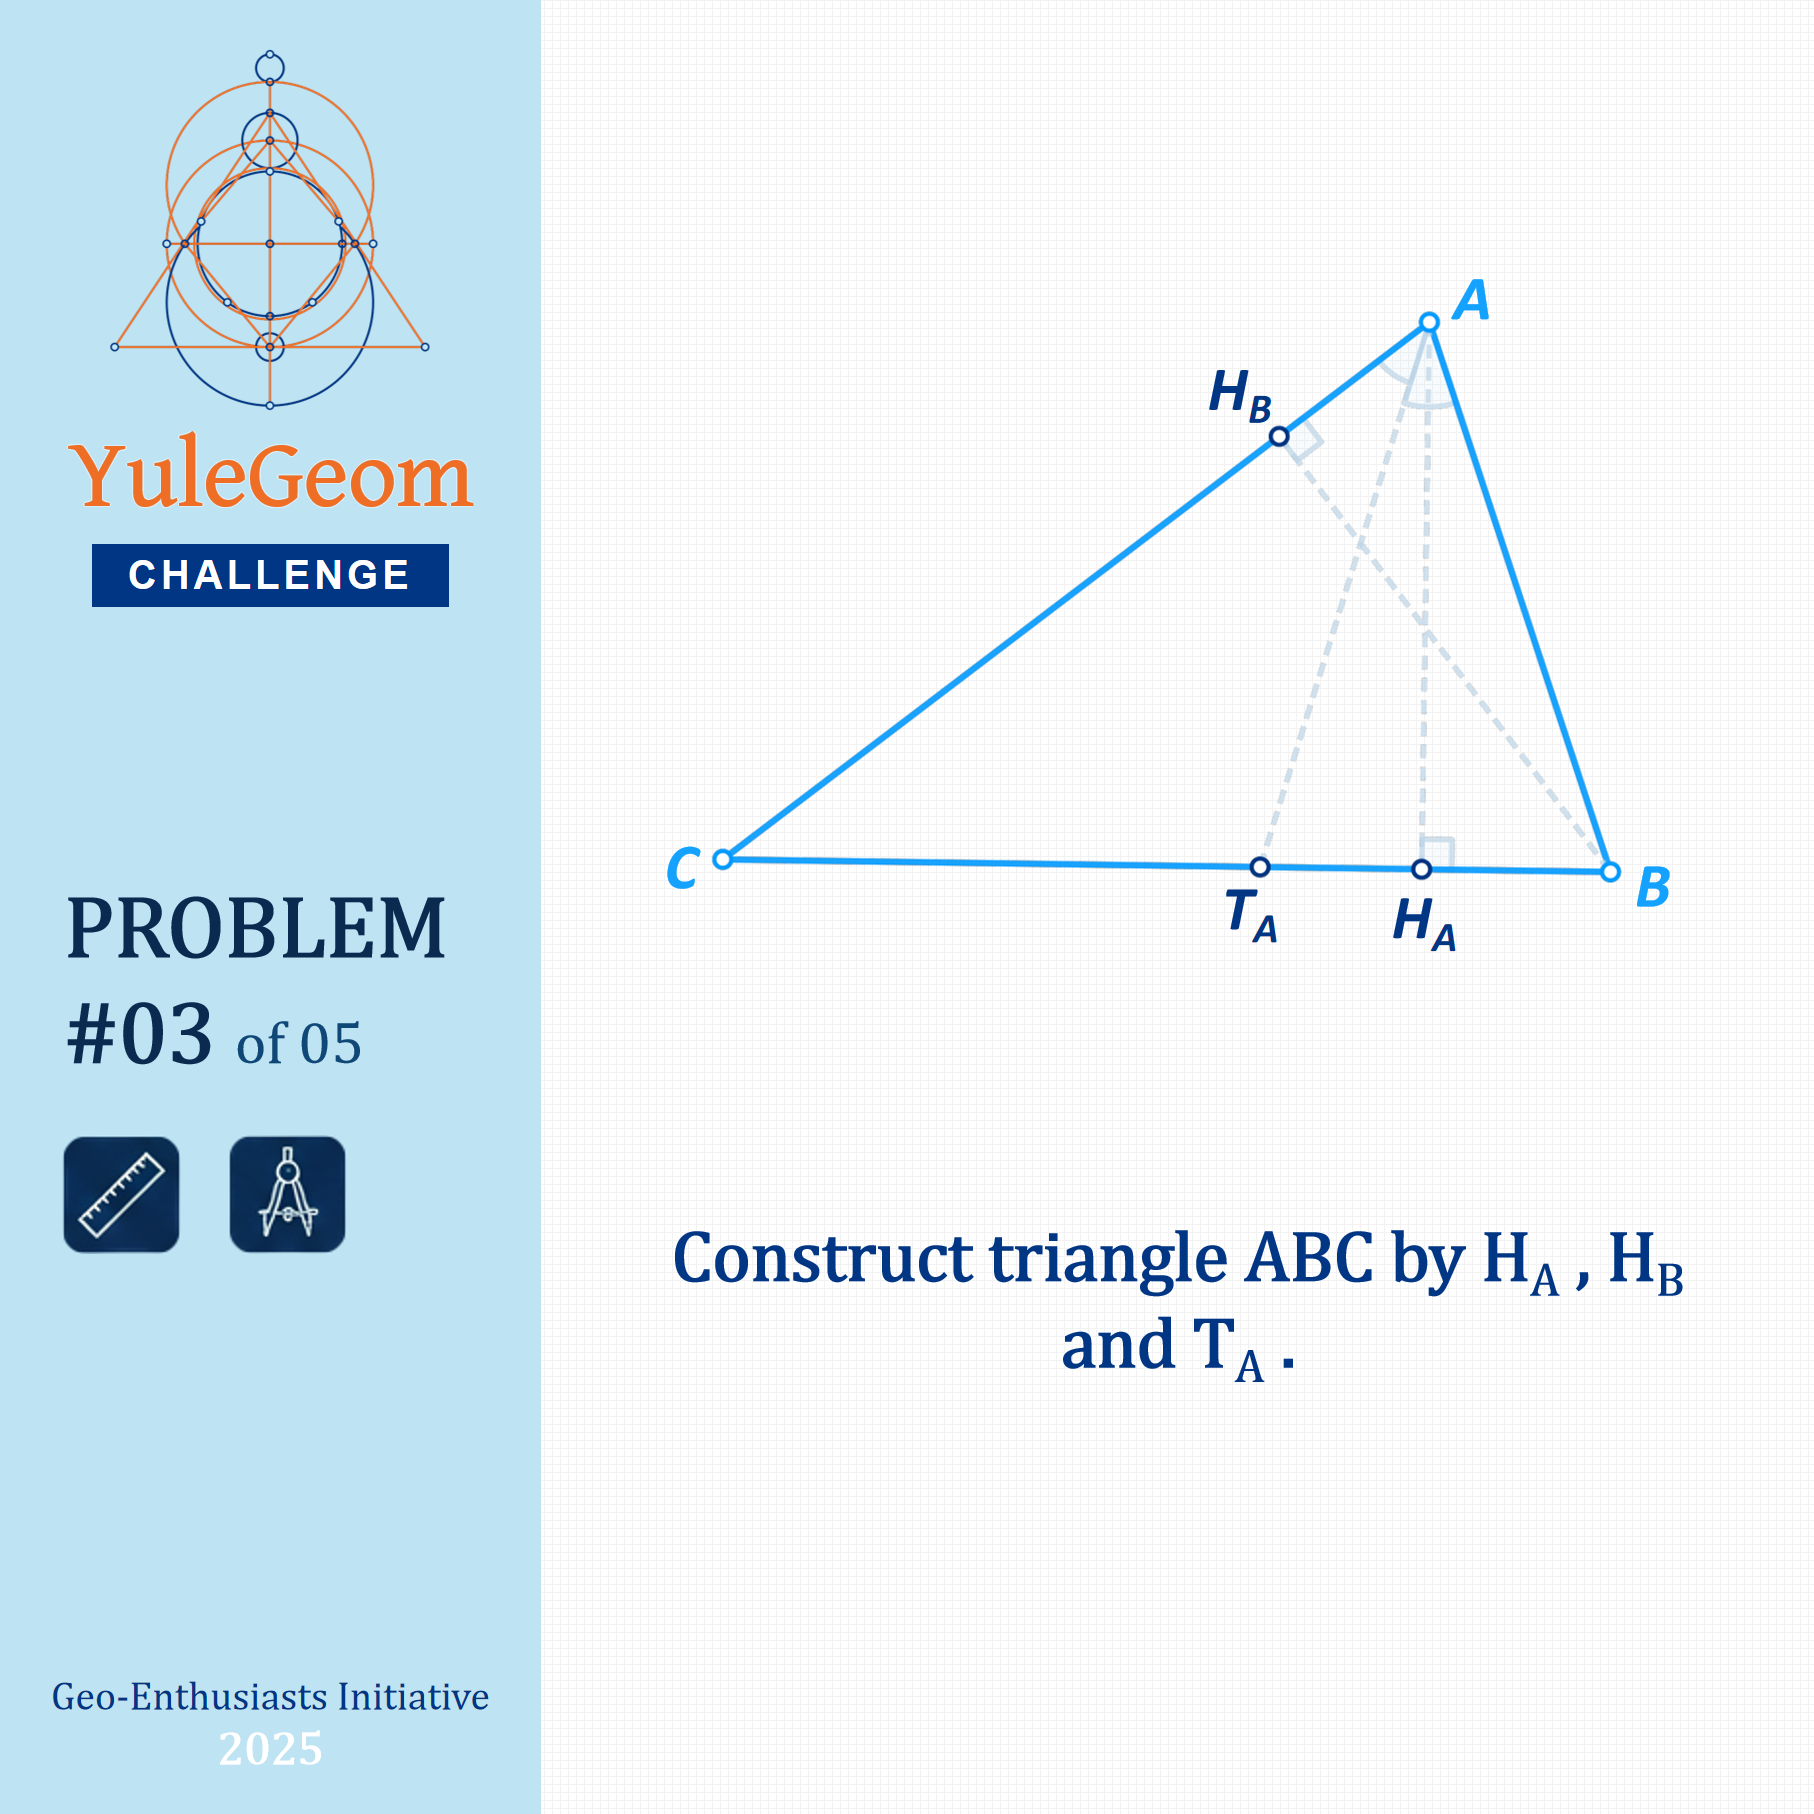 YuleGeom
CHALLENGE
PROBLEM
#03 of 05
Geo-Enthusiasts Initiative
2025
A
H_B
C
T_A
H_A
B
Construct triangle ABC by H_A , H_B
and T_A .